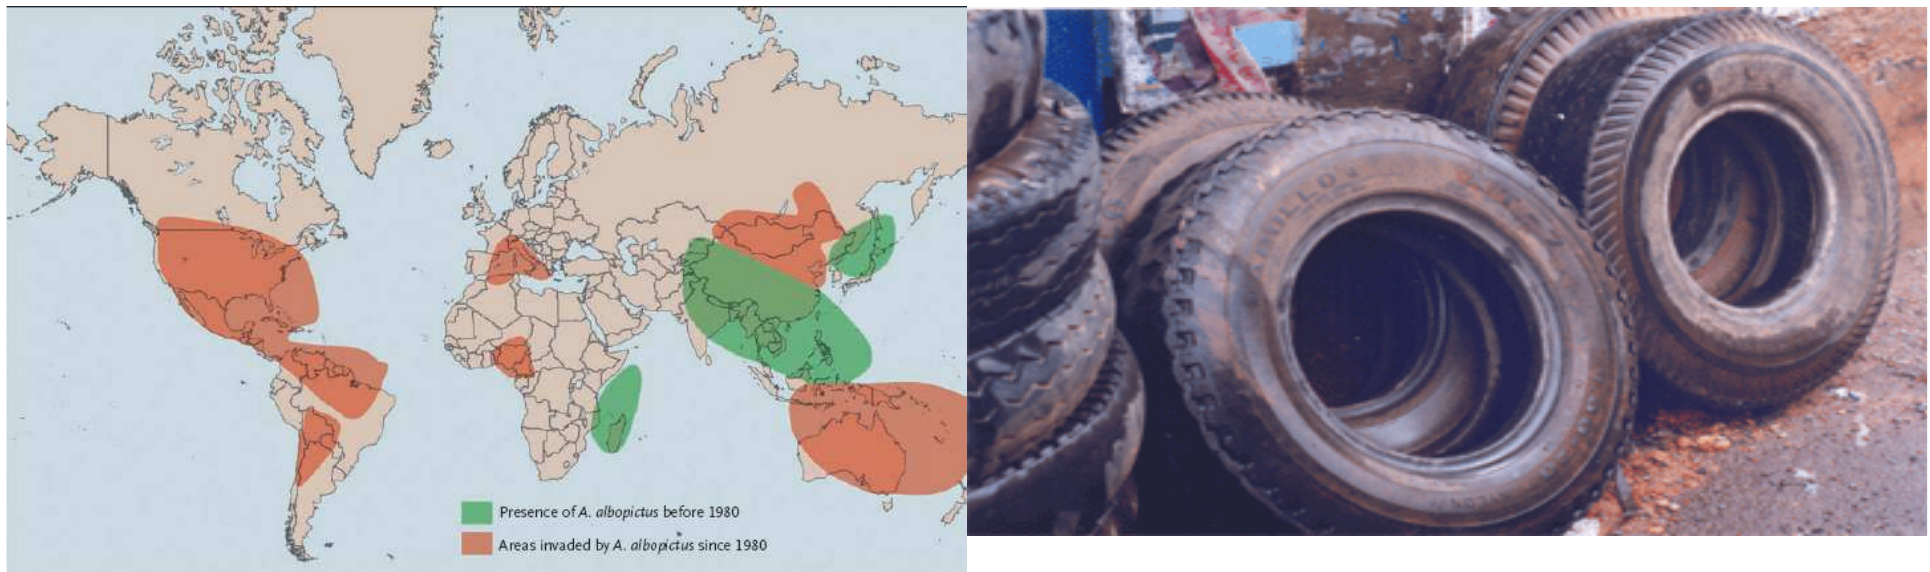 Presence of A. albopictus before 1980
Areas invaded by A. albopictus since 1980